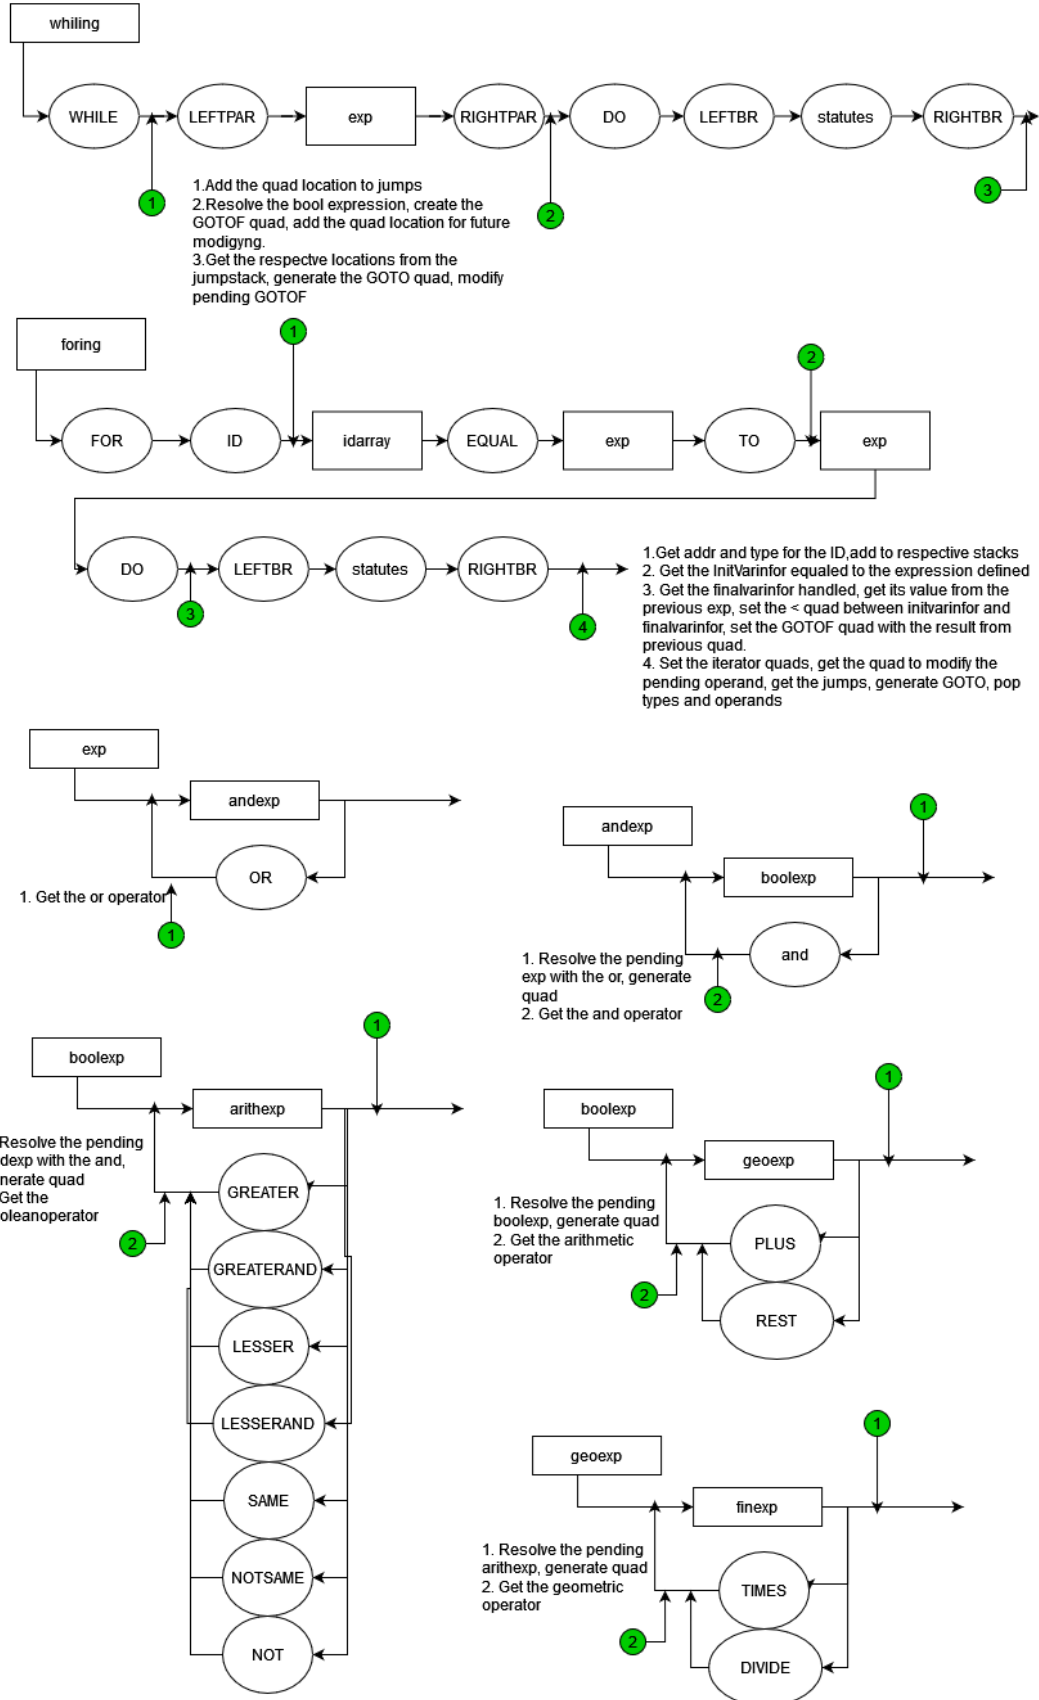 whiling
WHILE
LEFTPAR
exp
RIGHTPAR
DO
LEFTBR
statutes
RIGHTBR
1
2
3
1.Add the quad location to jumps
2.Resolve the bool expression, create the
GOTOF quad, add the quad location for future
modigyng.
3.Get the respectve locations from the
jumpstack, generate the GOTO quad, modify
pending GOTOF
foring
1
2
FOR
ID
idarray
EQUAL
exp
TO
exp
DO
LEFTBR
statutes
RIGHTBR
3
4
1.Get addr and type for the ID,add to respective stacks
2. Get the InitVarinfor equaled to the expression defined
3. Get the finalvarinfor handled, get its value from the
previous exp, set the < quad between initvarinfor and
finalvarinfor, set the GOTOF quad with the result from
previous quad.
4. Set the iterator quads, get the quad to modify the
pending operand, get the jumps, generate GOTO, pop
types and operands
exp
andexp
OR
1. Get the or operator
1
andexp
1
boolexp
and
2
1. Resolve the pending
exp with the or, generate
quad
2. Get the and operator
boolexp
1
arithexp
Resolve the pending
dexp with the and,
nerate quad
Get the
oleanoperator
2
GREATER
GREATERAND
LESSER
LESSERAND
SAME
NOTSAME
NOT
boolexp
1
geoexp
1. Resolve the pending
boolexp, generate quad
2. Get the arithmetic
operator
2
PLUS
REST
geoexp
1
finexp
1. Resolve the pending
arithexp, generate quad
2. Get the geometric
operator
2
TIMES
DIVIDE